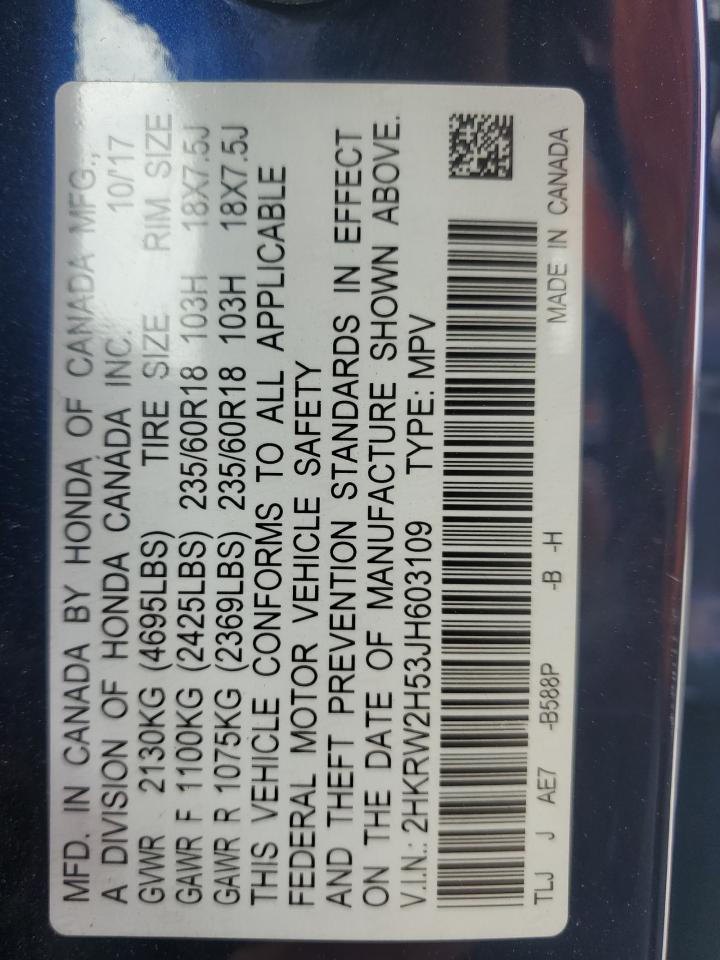 MFD. IN CANADA BY HONDA OF CANADA MFG.,
A DIVISION OF HONDA CANADA INC. 10/17
GVWR 2130KG (4695LBS) TIRE SIZE RIM SIZE
GAWR F 1100KG (2425LBS) 235/60R18 103H 18X7.5J
GAWR R 1075KG (2369LBS) 235/60R18 103H 18X7.5J
THIS VEHICLE CONFORMS TO ALL APPLICABLE
FEDERAL MOTOR VEHICLE SAFETY
AND THEFT PREVENTION STANDARDS IN EFFECT
ON THE DATE OF MANUFACTURE SHOWN ABOVE.
V.I.N.: 2HKRW2H53JH603109 TYPE: MPV
TLJ J AE7 -B588P -B -H MADE IN CANADA